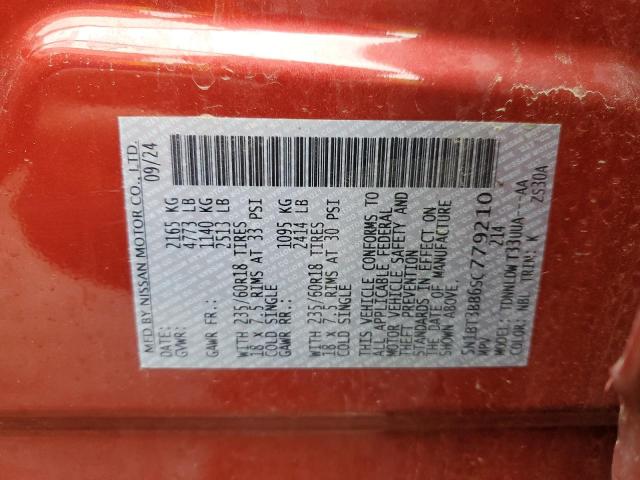 MFD BY NISSAN MOTOR CO., LTD.
09/24
GVWR: 2165 KG
4773 LB
GAWR FR.: 1140 KG
2513 LB
WITH 235/60R18 TIRES
18 X 7.5 RIMS AT 33 PSI
COLD SINGLE
GAWR RR.: 1095 KG
2414 LB
WITH 235/60R18 TIRES
18 X 7.5 RIMS AT 30 PSI
COLD SINGLE
THIS VEHICLE CONFORMS TO
ALL APPLICABLE FEDERAL
MOTOR VEHICLE SAFETY AND
THEFT PREVENTION
STANDARDS IN EFFECT ON
THE DATE OF MANUFACTURE
SHOWN ABOVE.
5N1BT3BB6SC779210
MPV 214
MODEL: TDNNLDWT33OUUA---AA
COLOR: NBL TRIM: K ZS30A